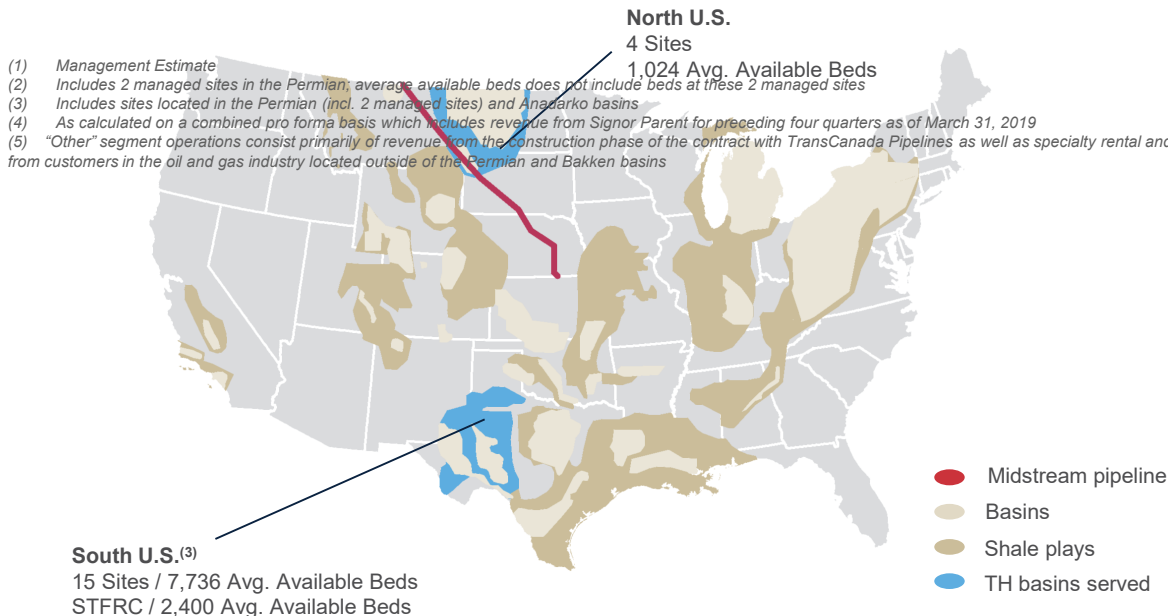 North U.S.
4 Sites
1,024 Avg. Available Beds
(1) Management Estimate
(2) Includes 2 managed sites in the Permian; average available beds does not include beds at these 2 managed sites
(3) Includes sites located in the Permian (incl. 2 managed sites) and Anadarko basins
(4) As calculated on a combined pro forma basis which includes revenue from Signor Parent for preceding four quarters as of March 31, 2019
(5) “Other” segment operations consist primarily of revenue from the construction phase of the contract with TransCanada Pipelines as well as specialty rental and
from customers in the oil and gas industry located outside of the Permian and Bakken basins
Midstream pipeline
Basins
Shale plays
TH basins served
South U.S.(3)
15 Sites / 7,736 Avg. Available Beds
STFRC / 2,400 Avg. Available Beds